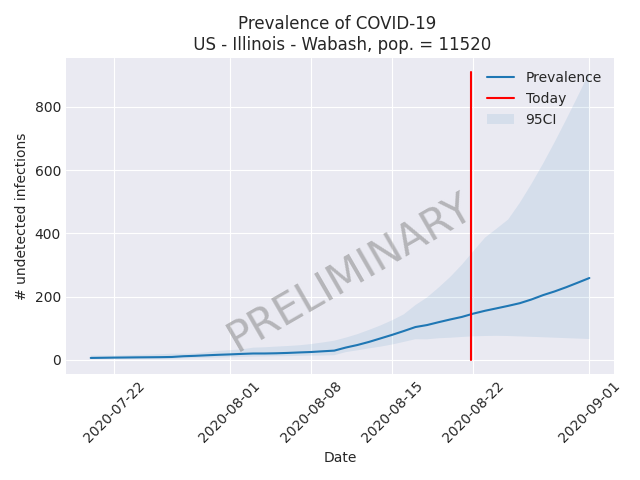 Prevalence of COVID-19
US - Illinois - Wabash, pop. = 11520
Prevalence
Today
95CI
PRELIMINARY
# undetected infections
800
600
400
200
0
2020-07-22
2020-08-01
2020-08-08
2020-08-15
2020-08-22
2020-09-01
Date